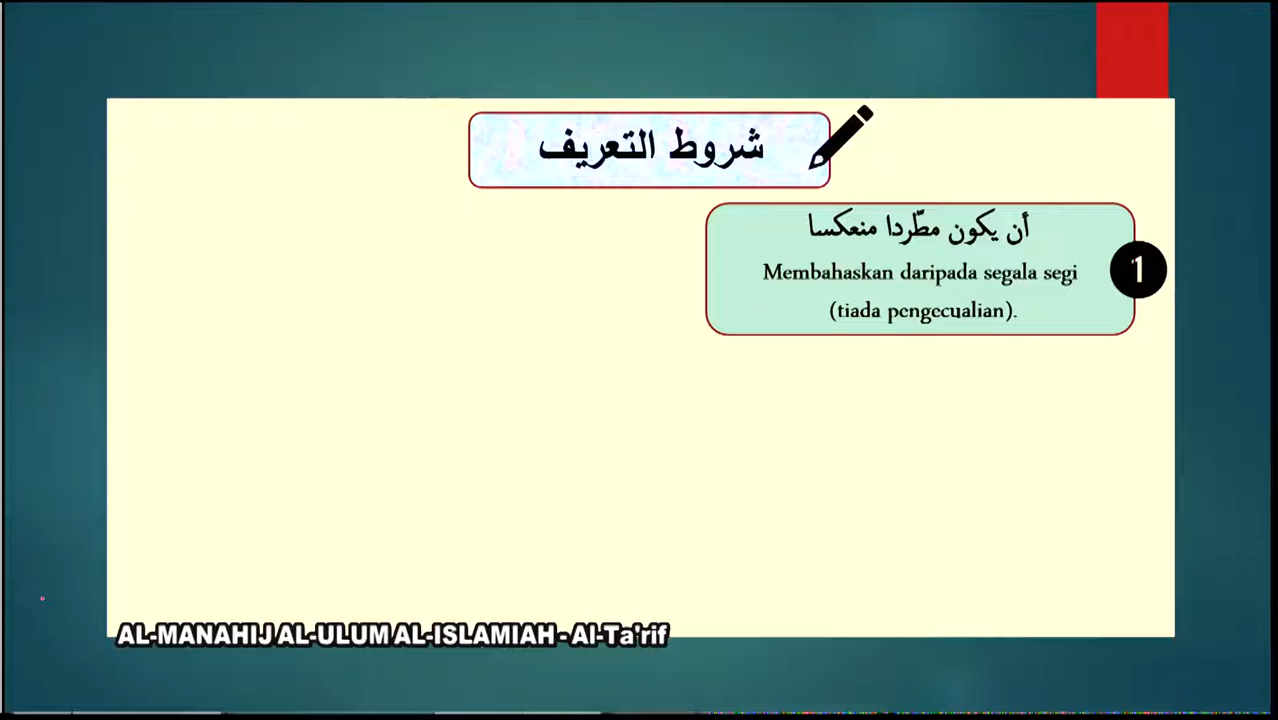 شروط التعريف
أن يكون مطّردا منعكسا
1
Membahaskan daripada segala segi
(tiada pengecualian).
AL-MANAHIJ AL-ULUM AL-ISLAMIAH - Al-Ta'rif